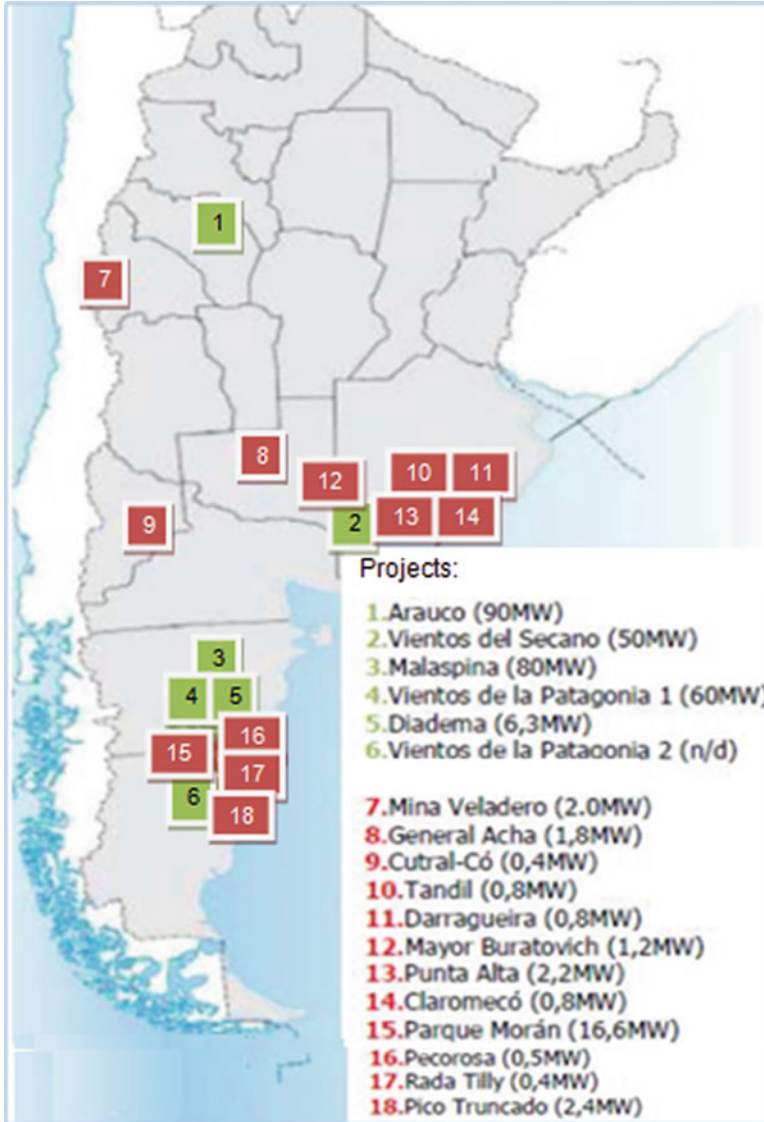 1
7
8
12
10
11
9
2
13
14
3
4
5
15
16
17
6
18
Projects:
1.Arauco (90MW)
2.Vientos del Secano (50MW)
3.Malaspina (80MW)
4.Vientos de la Patagonia 1 (60MW)
5.Diadema (6,3MW)
6.Vientos de la Patagonia 2 (n/d)
7.Mina Veladero (2.0MW)
8.General Acha (1,8MW)
9.Cutral-Có (0,4MW)
10.Tandil (0,8MW)
11.Darragueira (0,8MW)
12.Mayor Buratovich (1,2MW)
13.Punta Alta (2,2MW)
14.Claromecó (0,8MW)
15.Parque Morán (16,6MW)
16.Pecorosa (0,5MW)
17.Rada Tilly (0,4MW)
18.Pico Truncado (2,4MW)